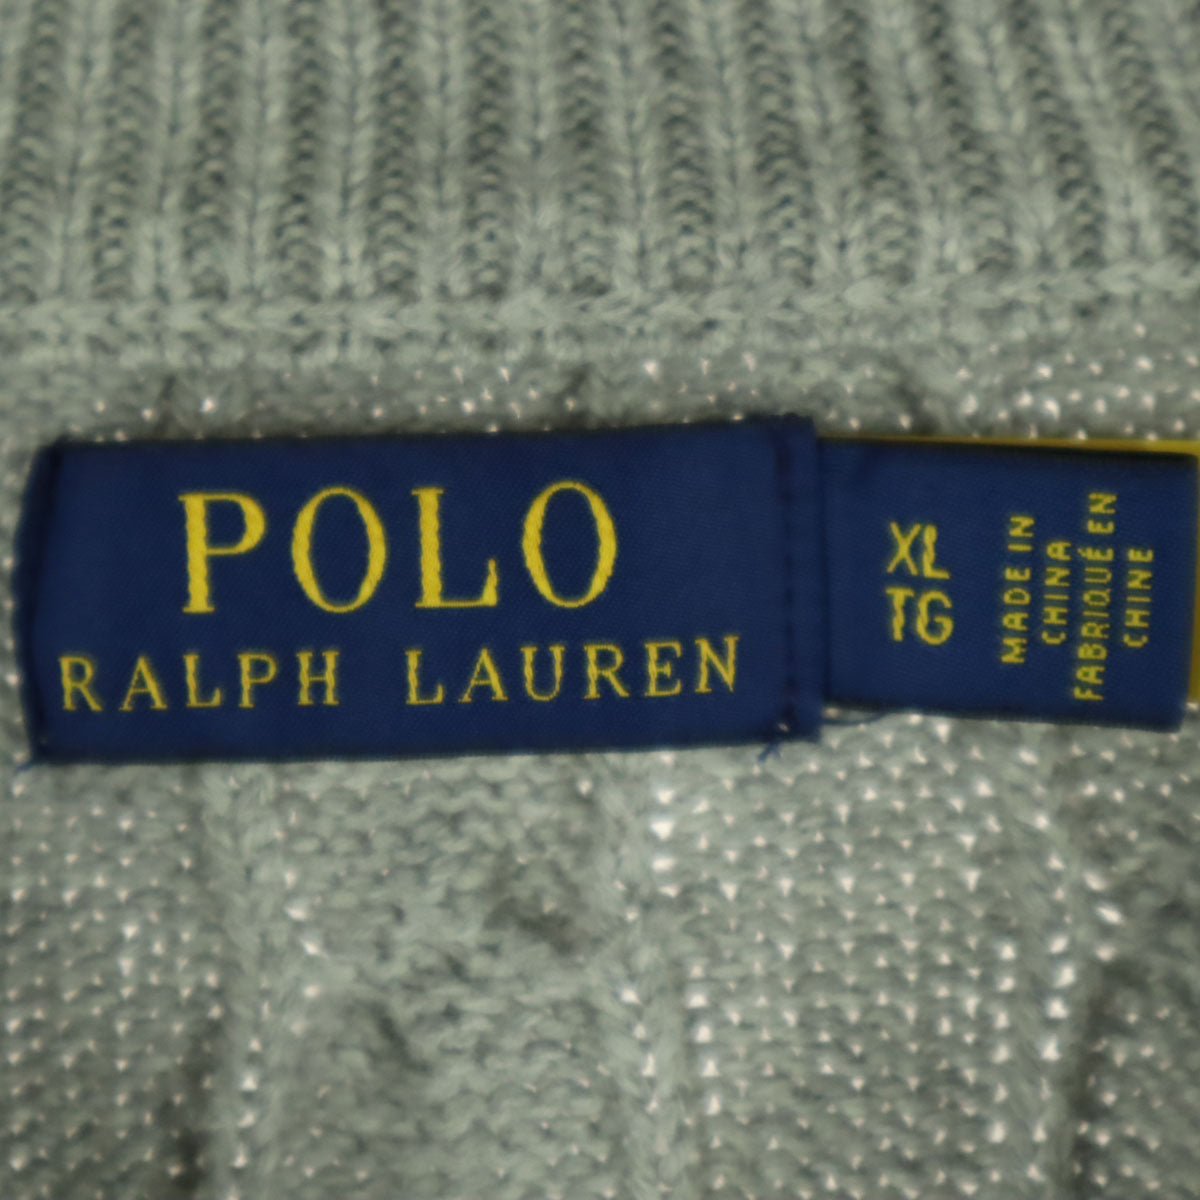 POLO
RALPH LAUREN
XL
TG
MADE IN
CHINA
FABRIQUÉ EN
CHINE